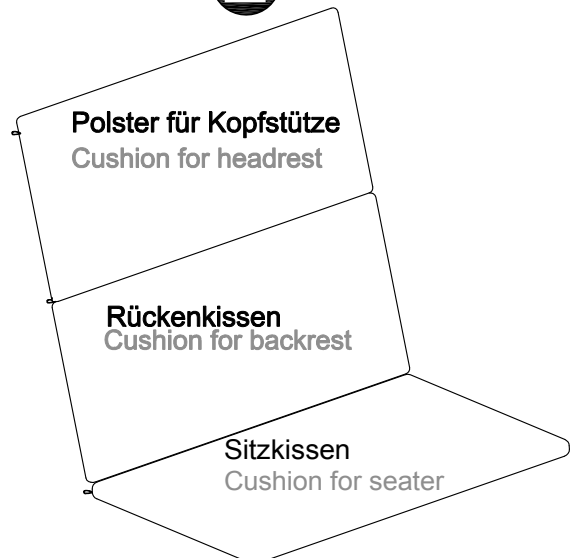 Polster für Kopfstütze
Cushion for headrest
Rückenkissen
Cushion for backrest
Sitzkissen
Cushion for seater